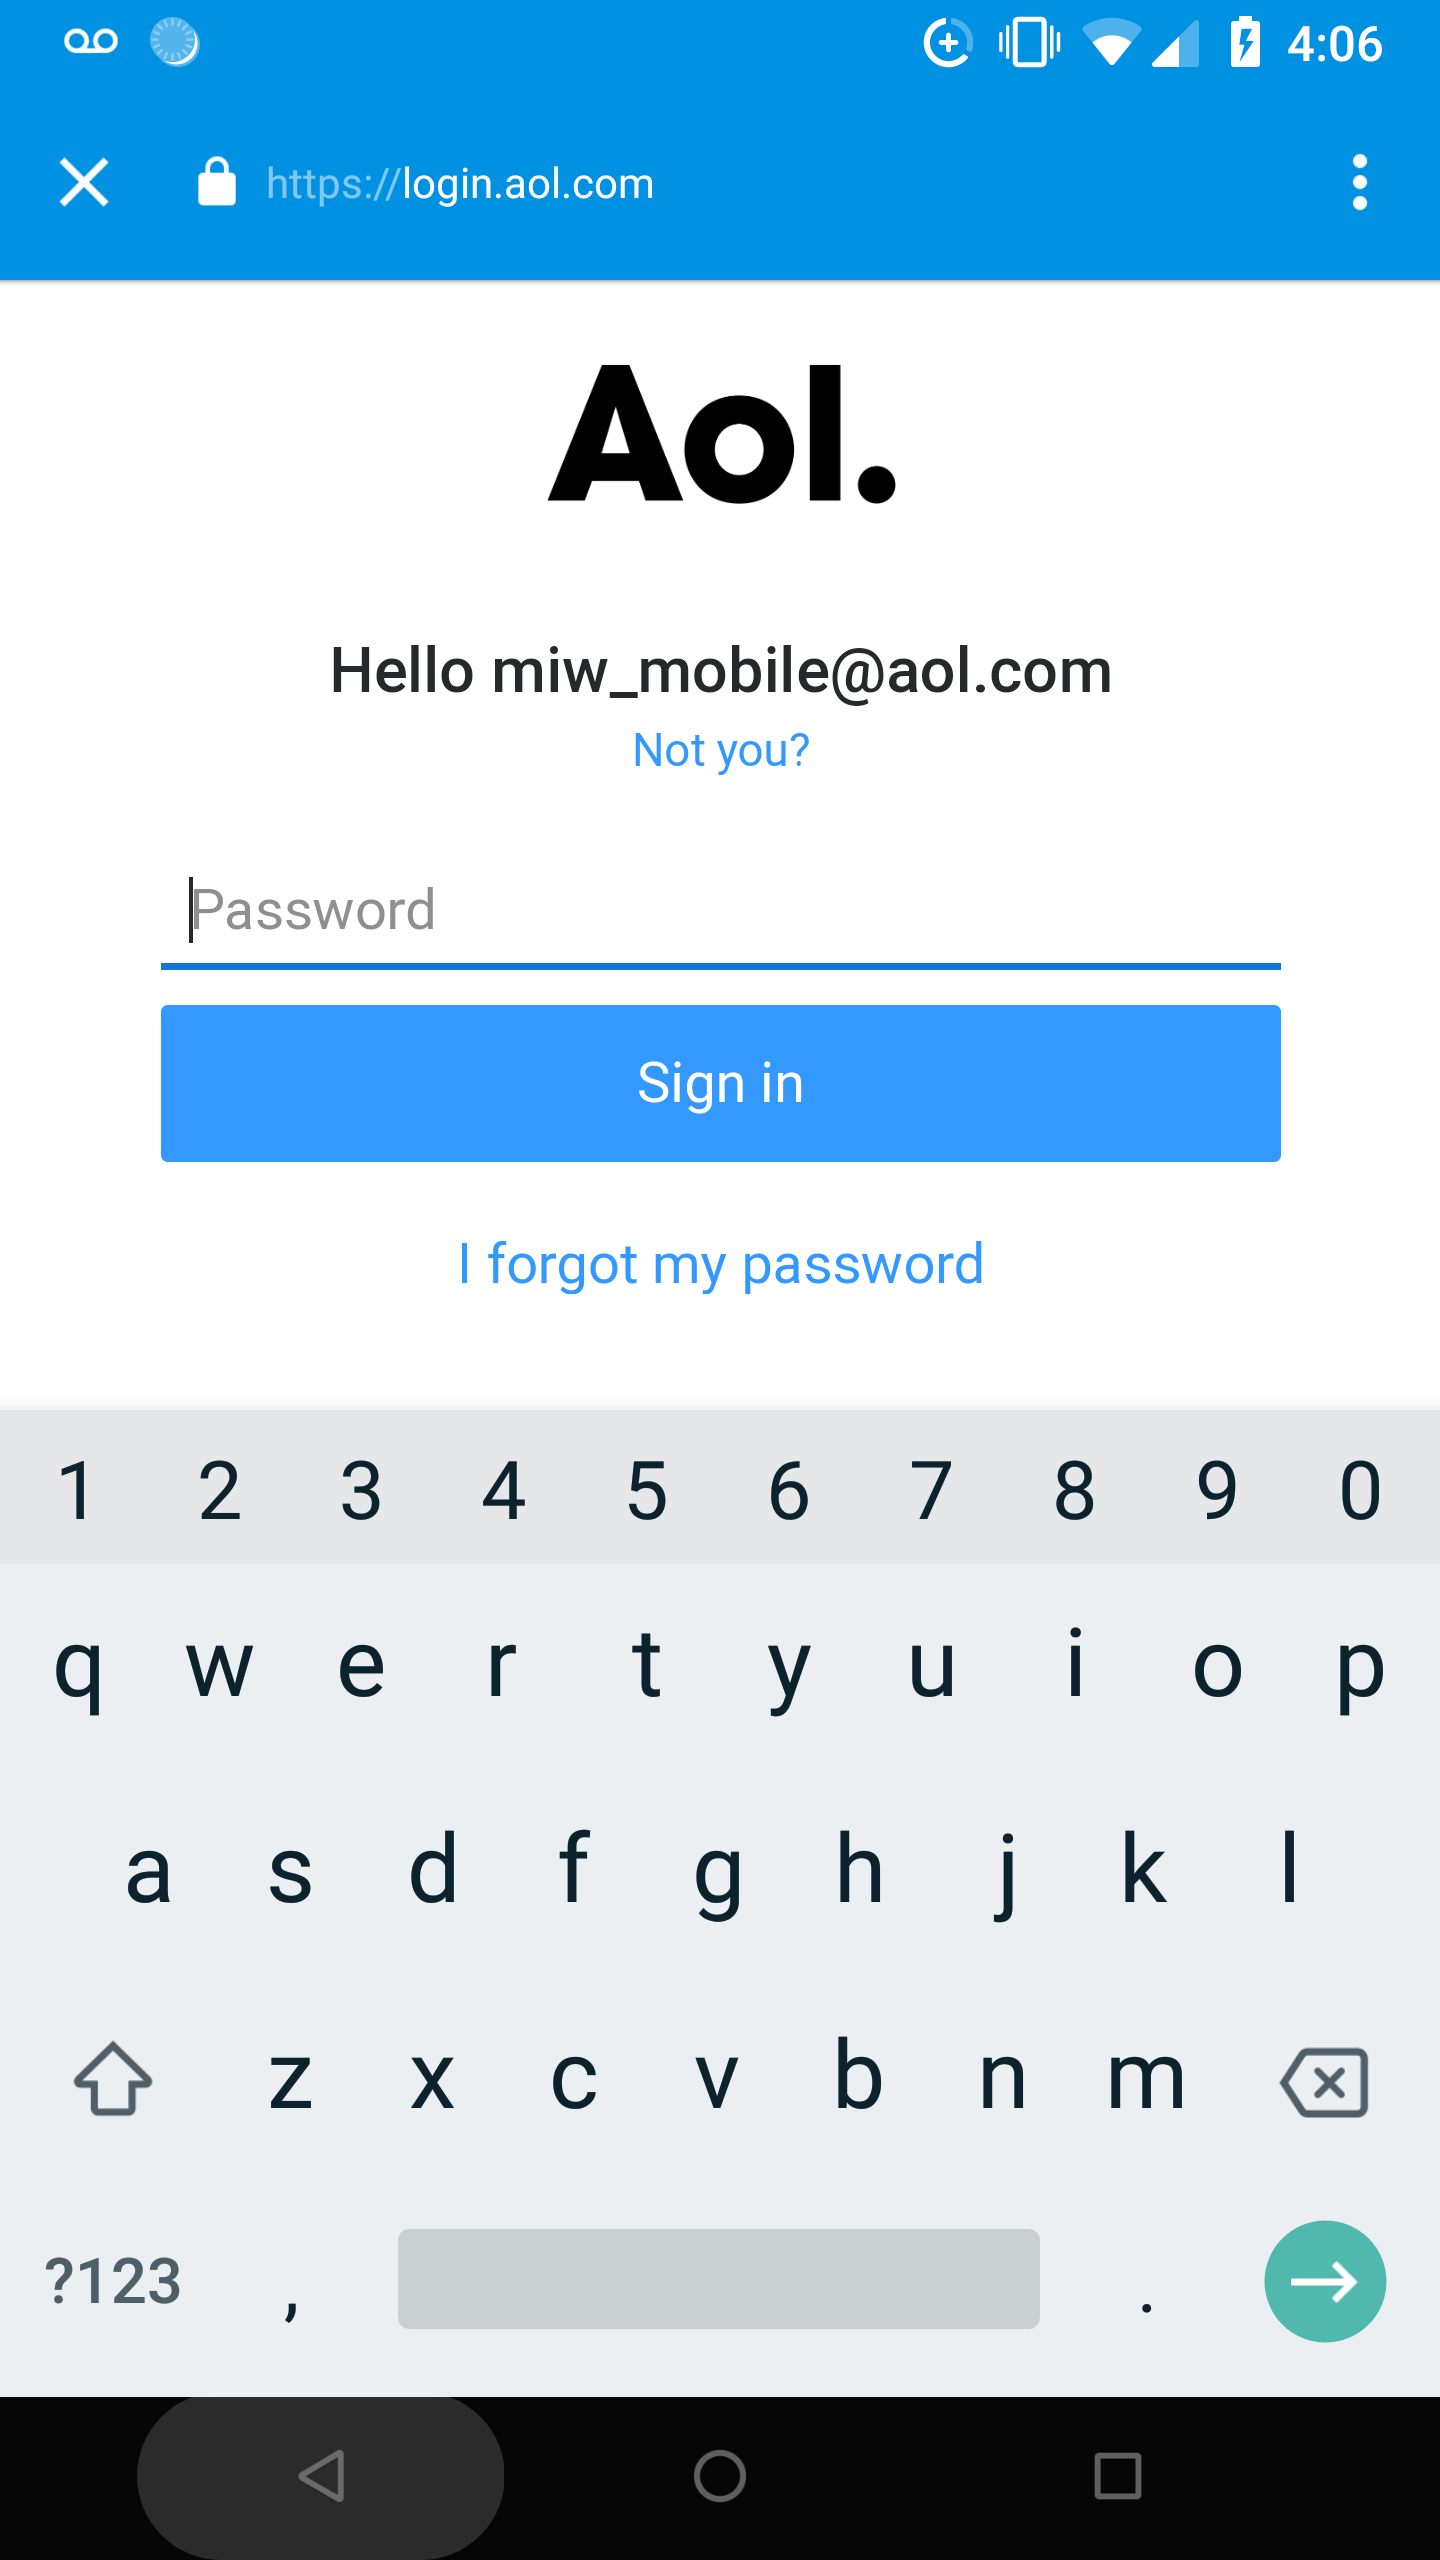 4:06
https://login.aol.com
Aol.
Hello miw_mobile@aol.com
Not you?
Password
Sign in
I forgot my password
1 2 3 4 5 6 7 8 9 0
q w e r t y u i o p
a s d f g h j k l
z x c v b n m
?123 , .